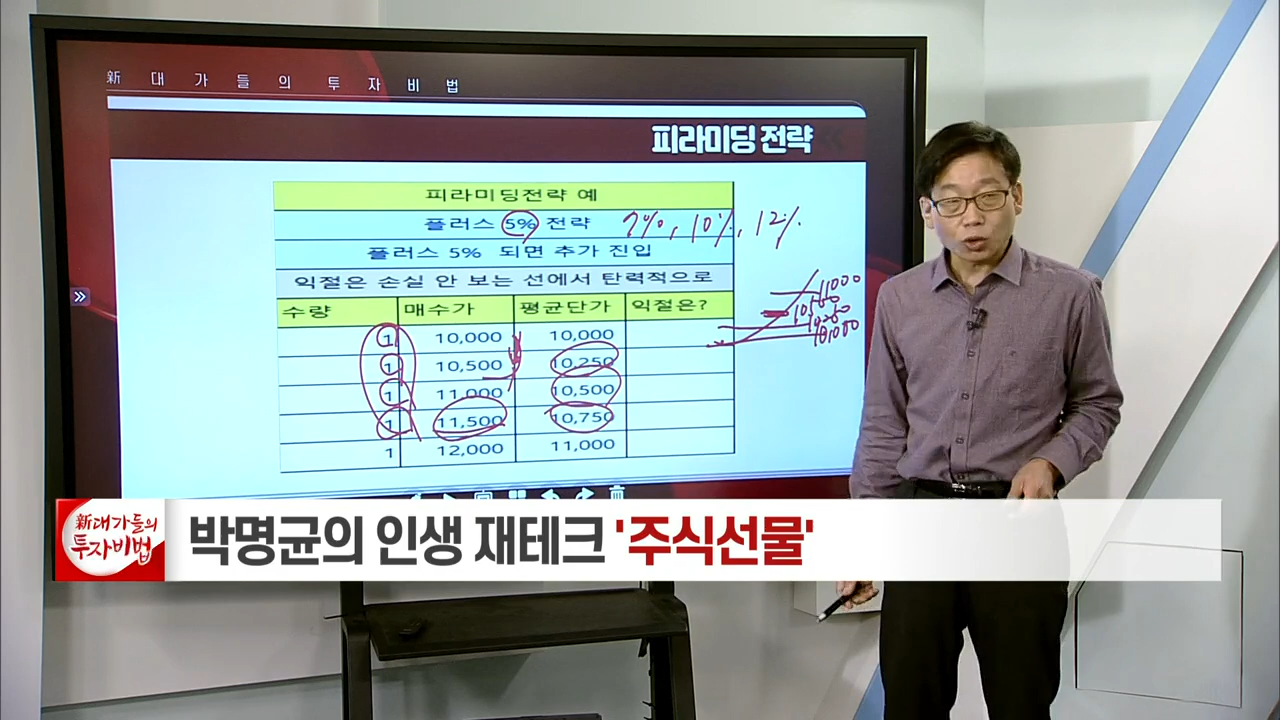 新 대 가 들 의 투 자 비 법
피라미딩 전략
피라미딩전략 예
플러스 5% 전략 7%, 10%, 12%.
플러스 5% 되면 추가 진입
익절은 손실 안 보는 선에서 탄력적으로
수량 매수가 평균단가 익절은?
1 10,000 10,000
1 10,500 10,250
1 11,000 10,500
1 11,500 10,750
1 12,000 11,000
11000
10,000
新대가들의
투자비법
박명균의 인생 재테크 '주식선물'